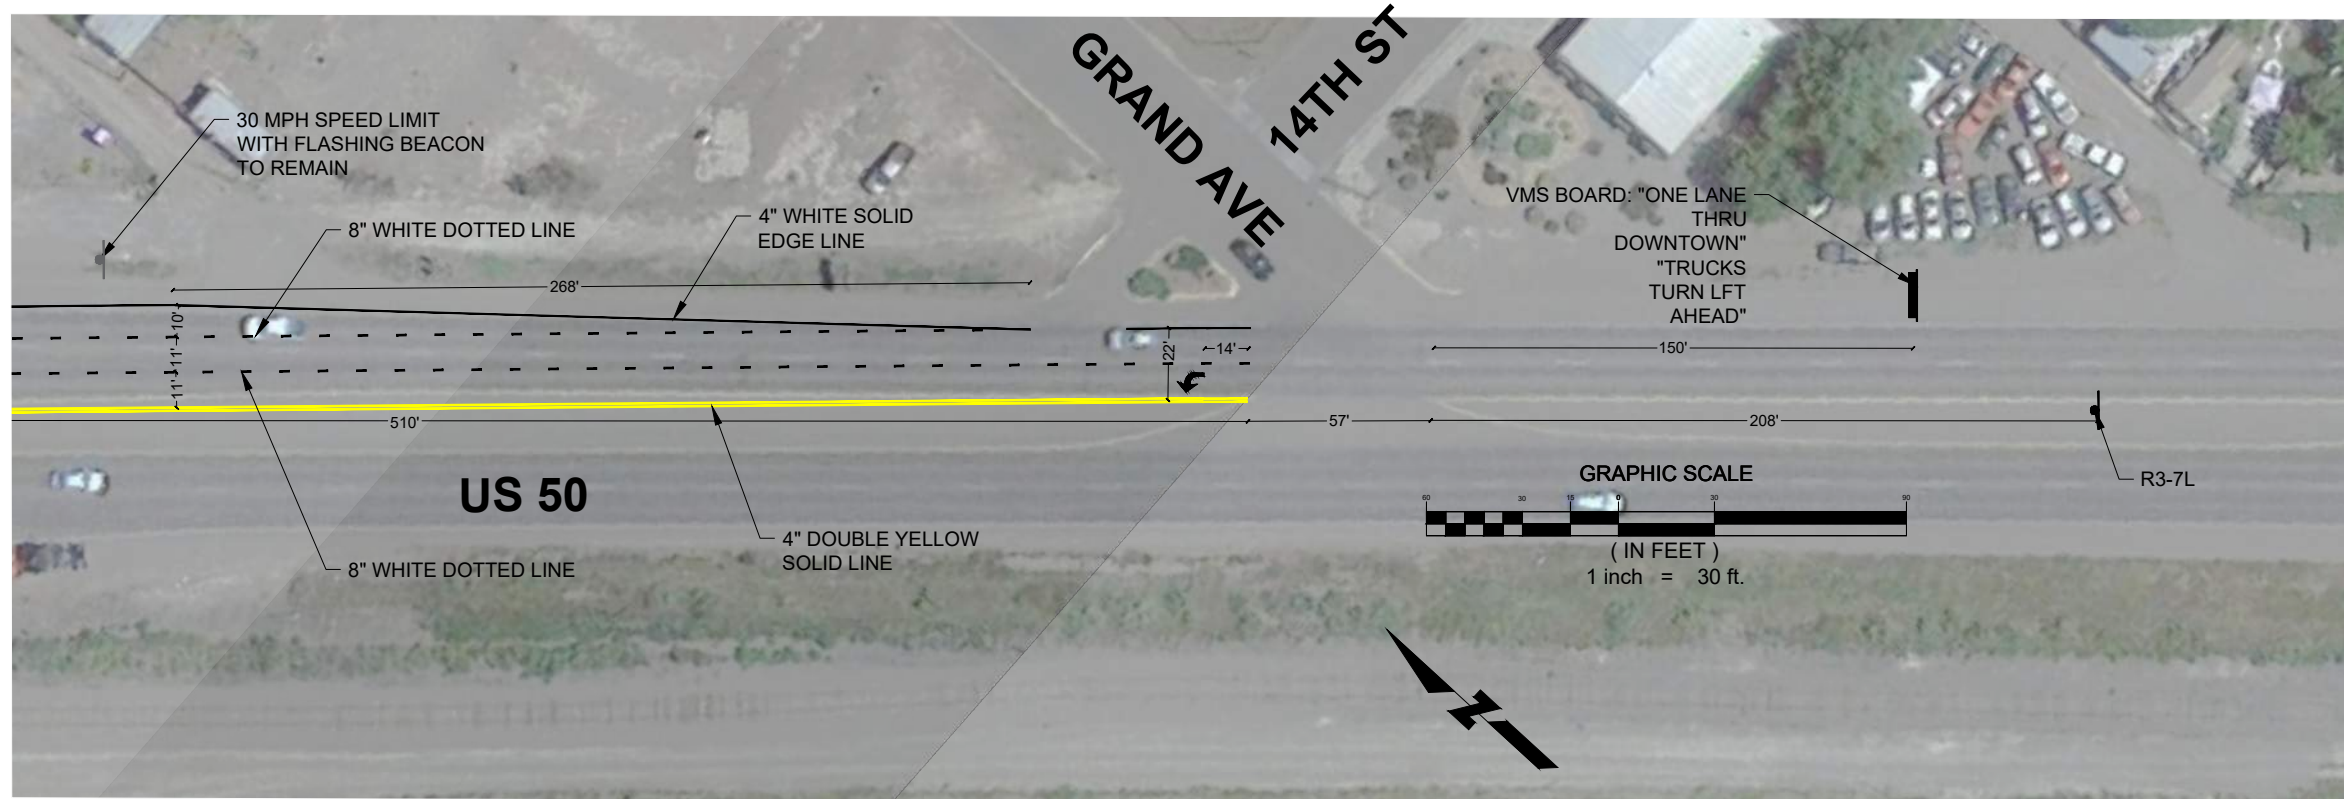 GRAND AVE
14TH ST
30 MPH SPEED LIMIT
WITH FLASHING BEACON
TO REMAIN
8" WHITE DOTTED LINE
4" WHITE SOLID
EDGE LINE
VMS BOARD: "ONE LANE
THRU
DOWNTOWN"
"TRUCKS
TURN LFT
AHEAD"
268'
10'
11'
11'
22'
14'
150'
510'
57'
208'
R3-7L
US 50
4" DOUBLE YELLOW
SOLID LINE
8" WHITE DOTTED LINE
GRAPHIC SCALE
60 30 15 0 30 90
( IN FEET )
1 inch = 30 ft.
N